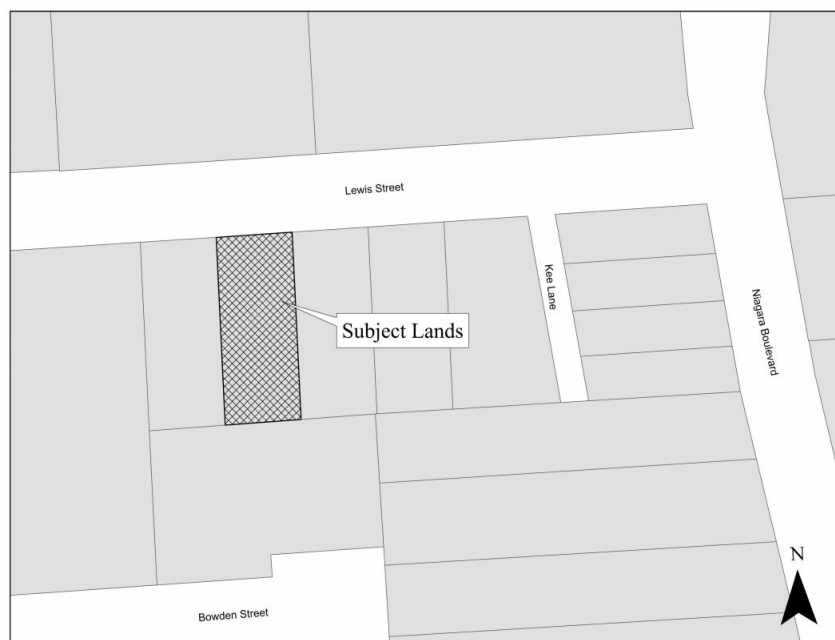 Lewis Street
Kee Lane
Niagara Boulevard
Subject Lands
N
Bowden Street